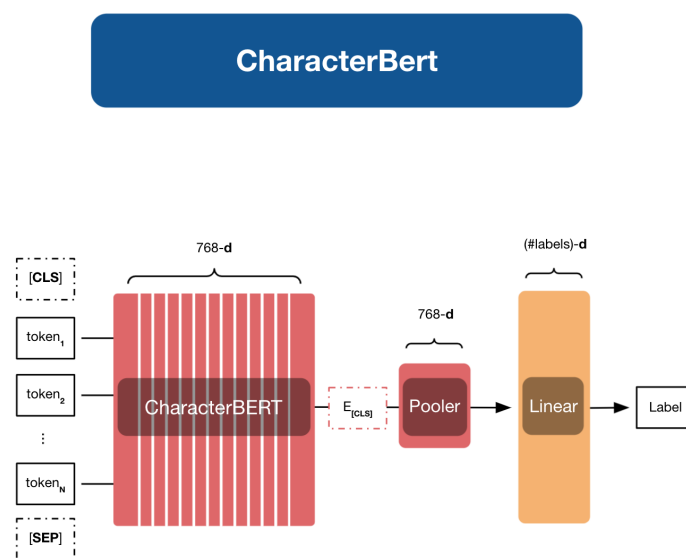 CharacterBert
768-d
(#labels)-d
[CLS]
768-d
token1
token2
CharacterBERT
E[CLS]
Pooler
Linear
Label
...
tokenN
[SEP]